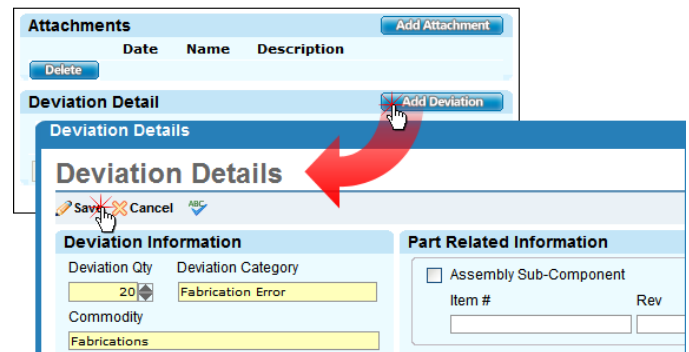 Attachments Add Attachment
Date Name Description
Delete
Deviation Detail Add Deviation
Deviation Details
Deviation Details
Save Cancel ABC
Deviation Information Part Related Information
Deviation Qty Deviation Category Assembly Sub-Component
20 Fabrication Error Item # Rev
Commodity
Fabrications